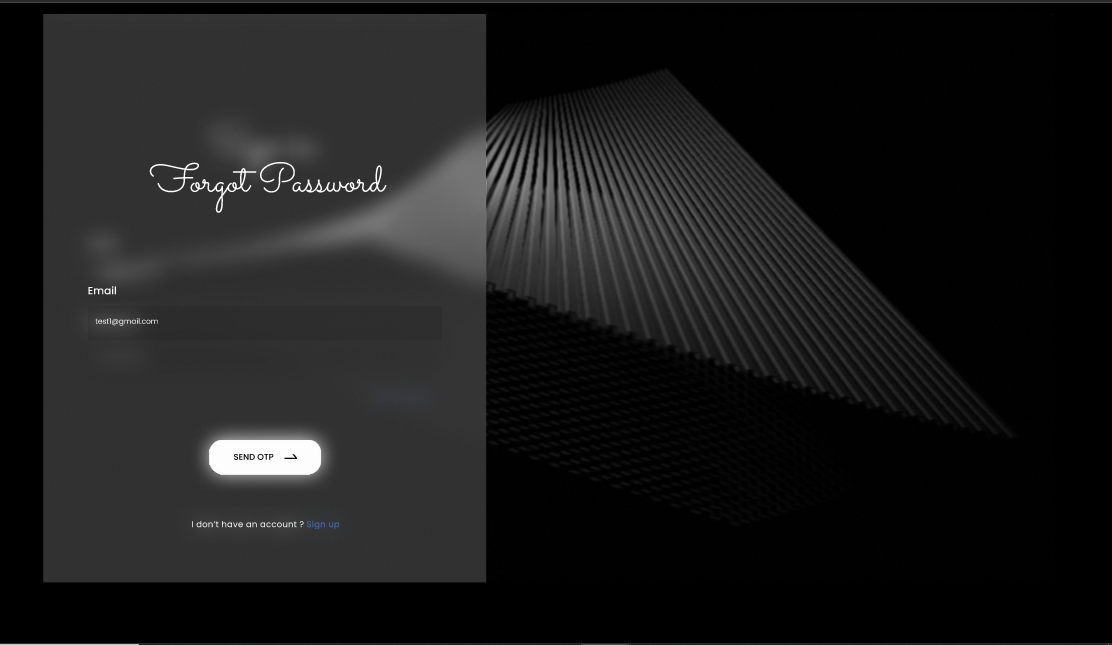 Forgot Password
Email
test1@gmail.com
SEND OTP
I don't have an account ? Sign up